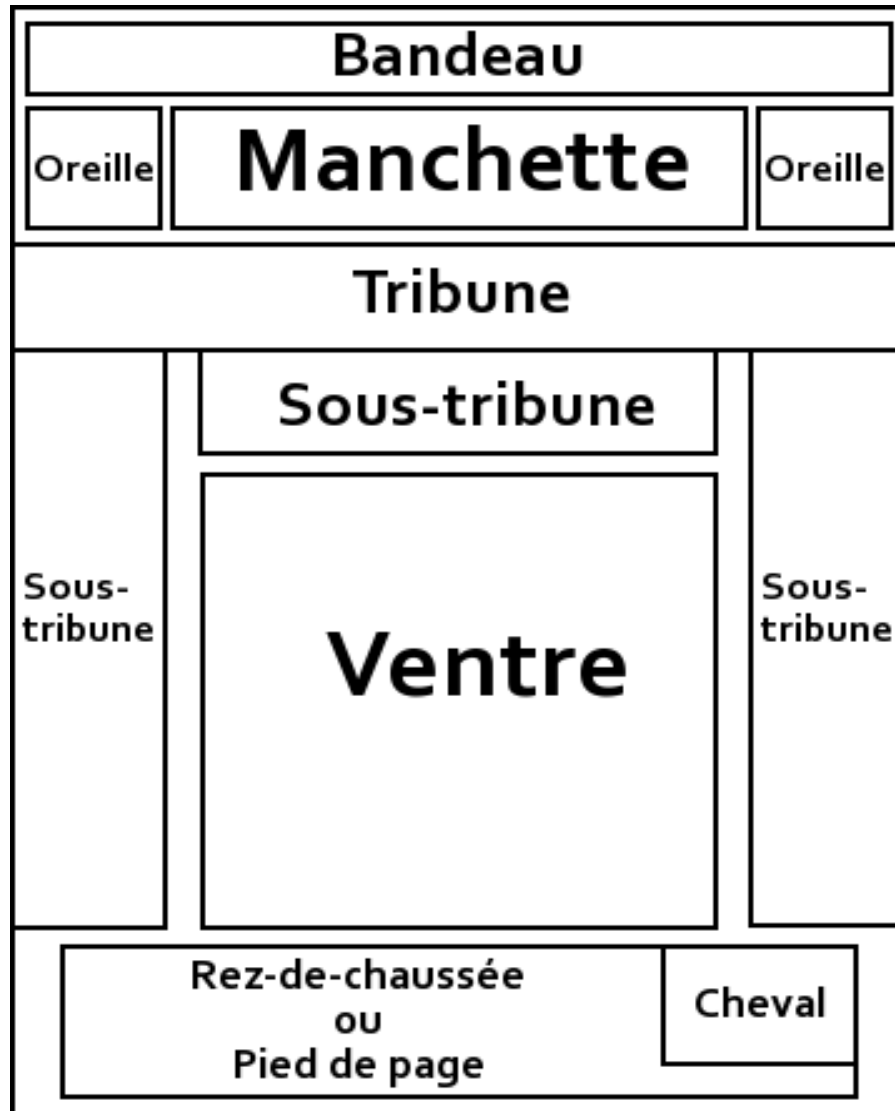 Bandeau
Oreille
Manchette
Oreille
Tribune
Sous-tribune
Sous-
tribune
Ventre
Sous-
tribune
Rez-de-chaussée
ou
Pied de page
Cheval